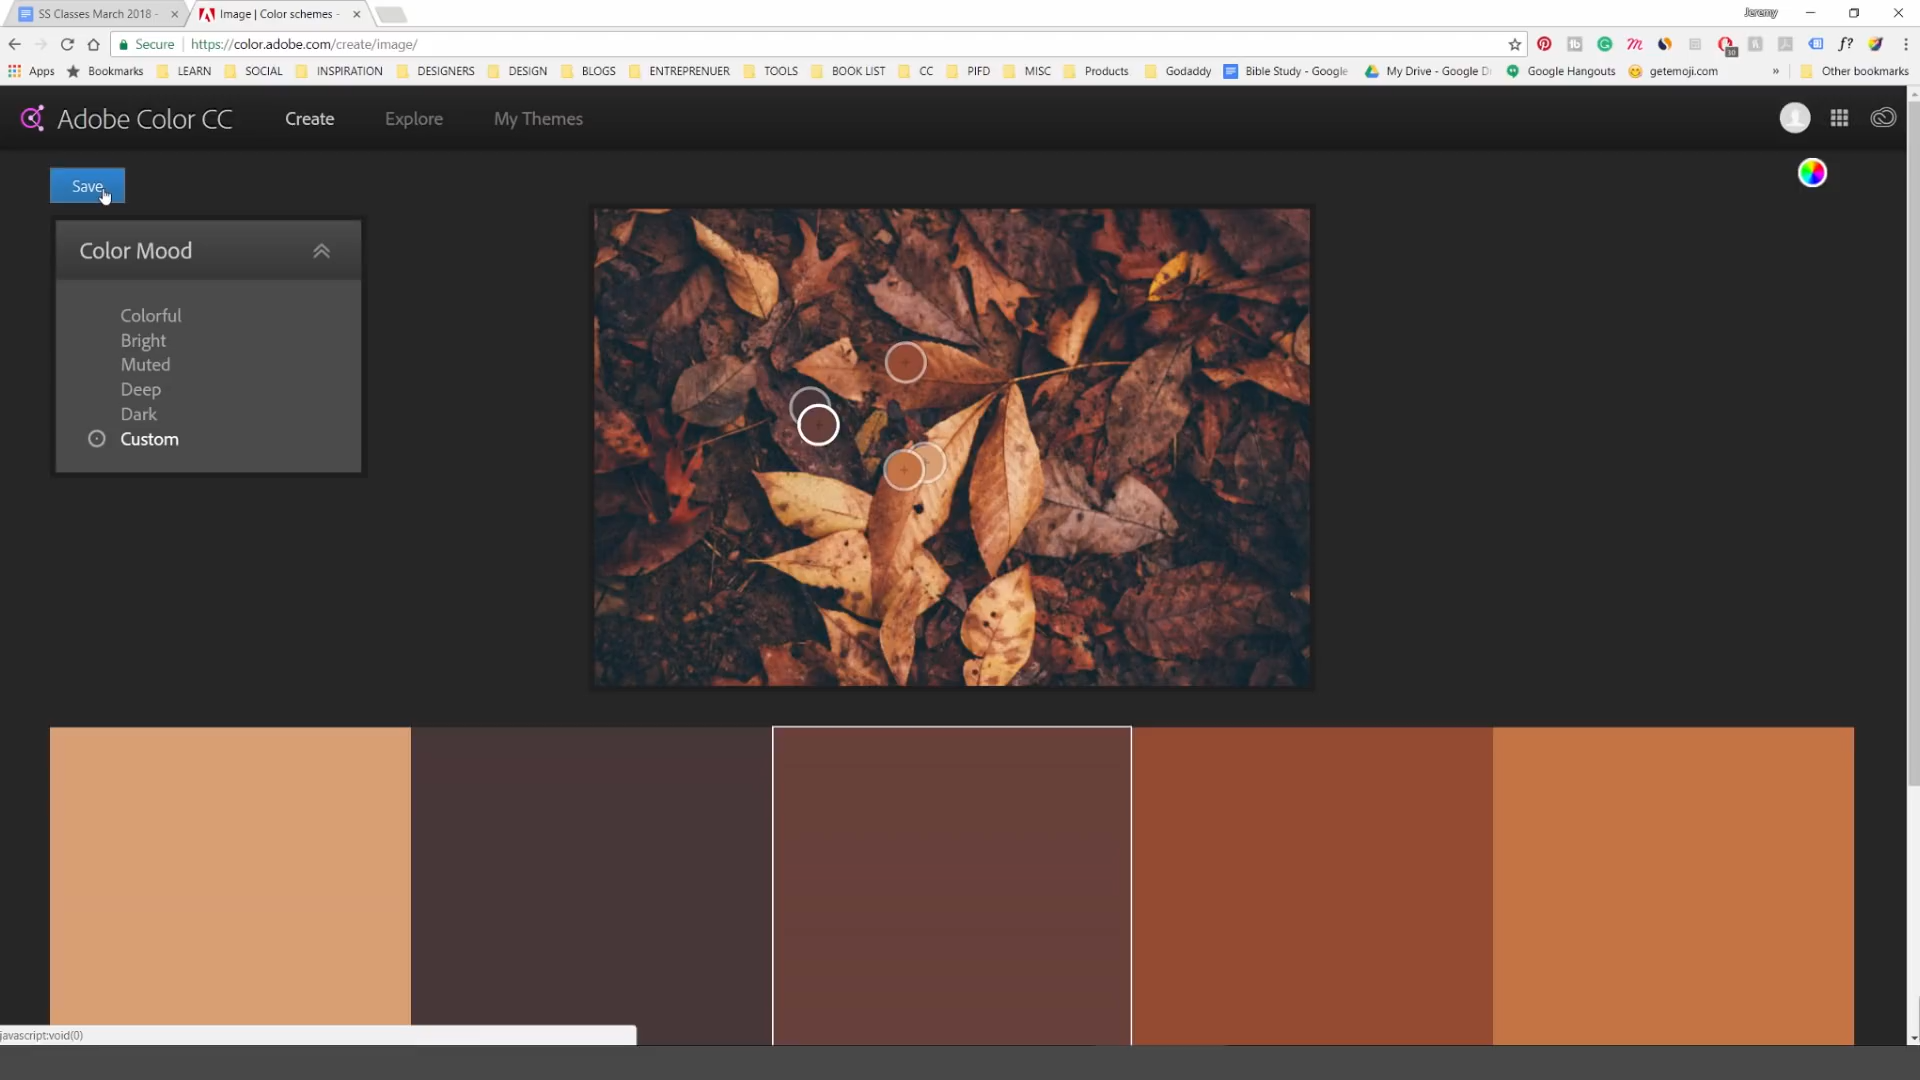 SS Classes March 2018 -
Image | Color schemes -
Jeremy
Secure
https://color.adobe.com/create/image/
Apps
Bookmarks
LEARN
SOCIAL
INSPIRATION
DESIGNERS
DESIGN
BLOGS
ENTREPRENUER
TOOLS
BOOK LIST
CC
PIFD
MISC
Products
Godaddy
Bible Study - Google
My Drive - Google D
Google Hangouts
getemoji.com
»
Other bookmarks
Adobe Color CC
Create
Explore
My Themes
Save
Color Mood
Colorful
Bright
Muted
Deep
Dark
Custom
javascript:void(0)